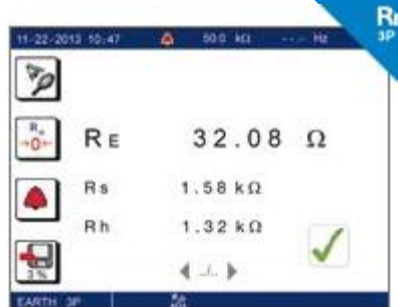 RE
3P
11-22-2013 10:47 50.0 kΩ --.-- Hz
R E 32.08 Ω
Rs 1.58 kΩ
Rh 1.32 kΩ
3 %
EARTH 3P